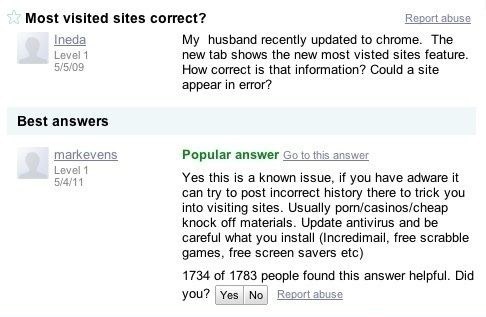 Most visited sites correct?
Report abuse
Ineda
Level 1
5/5/09
My husband recently updated to chrome. The
new tab shows the new most visted sites feature.
How correct is that information? Could a site
appear in error?
Best answers
markevens
Level 1
5/4/11
Popular answer Go to this answer
Yes this is a known issue, if you have adware it
can try to post incorrect history there to trick you
into visiting sites. Usually porn/casinos/cheap
knock off materials. Update antivirus and be
careful what you install (Incredimail, free scrabble
games, free screen savers etc)
1734 of 1783 people found this answer helpful. Did
you? Yes No Report abuse